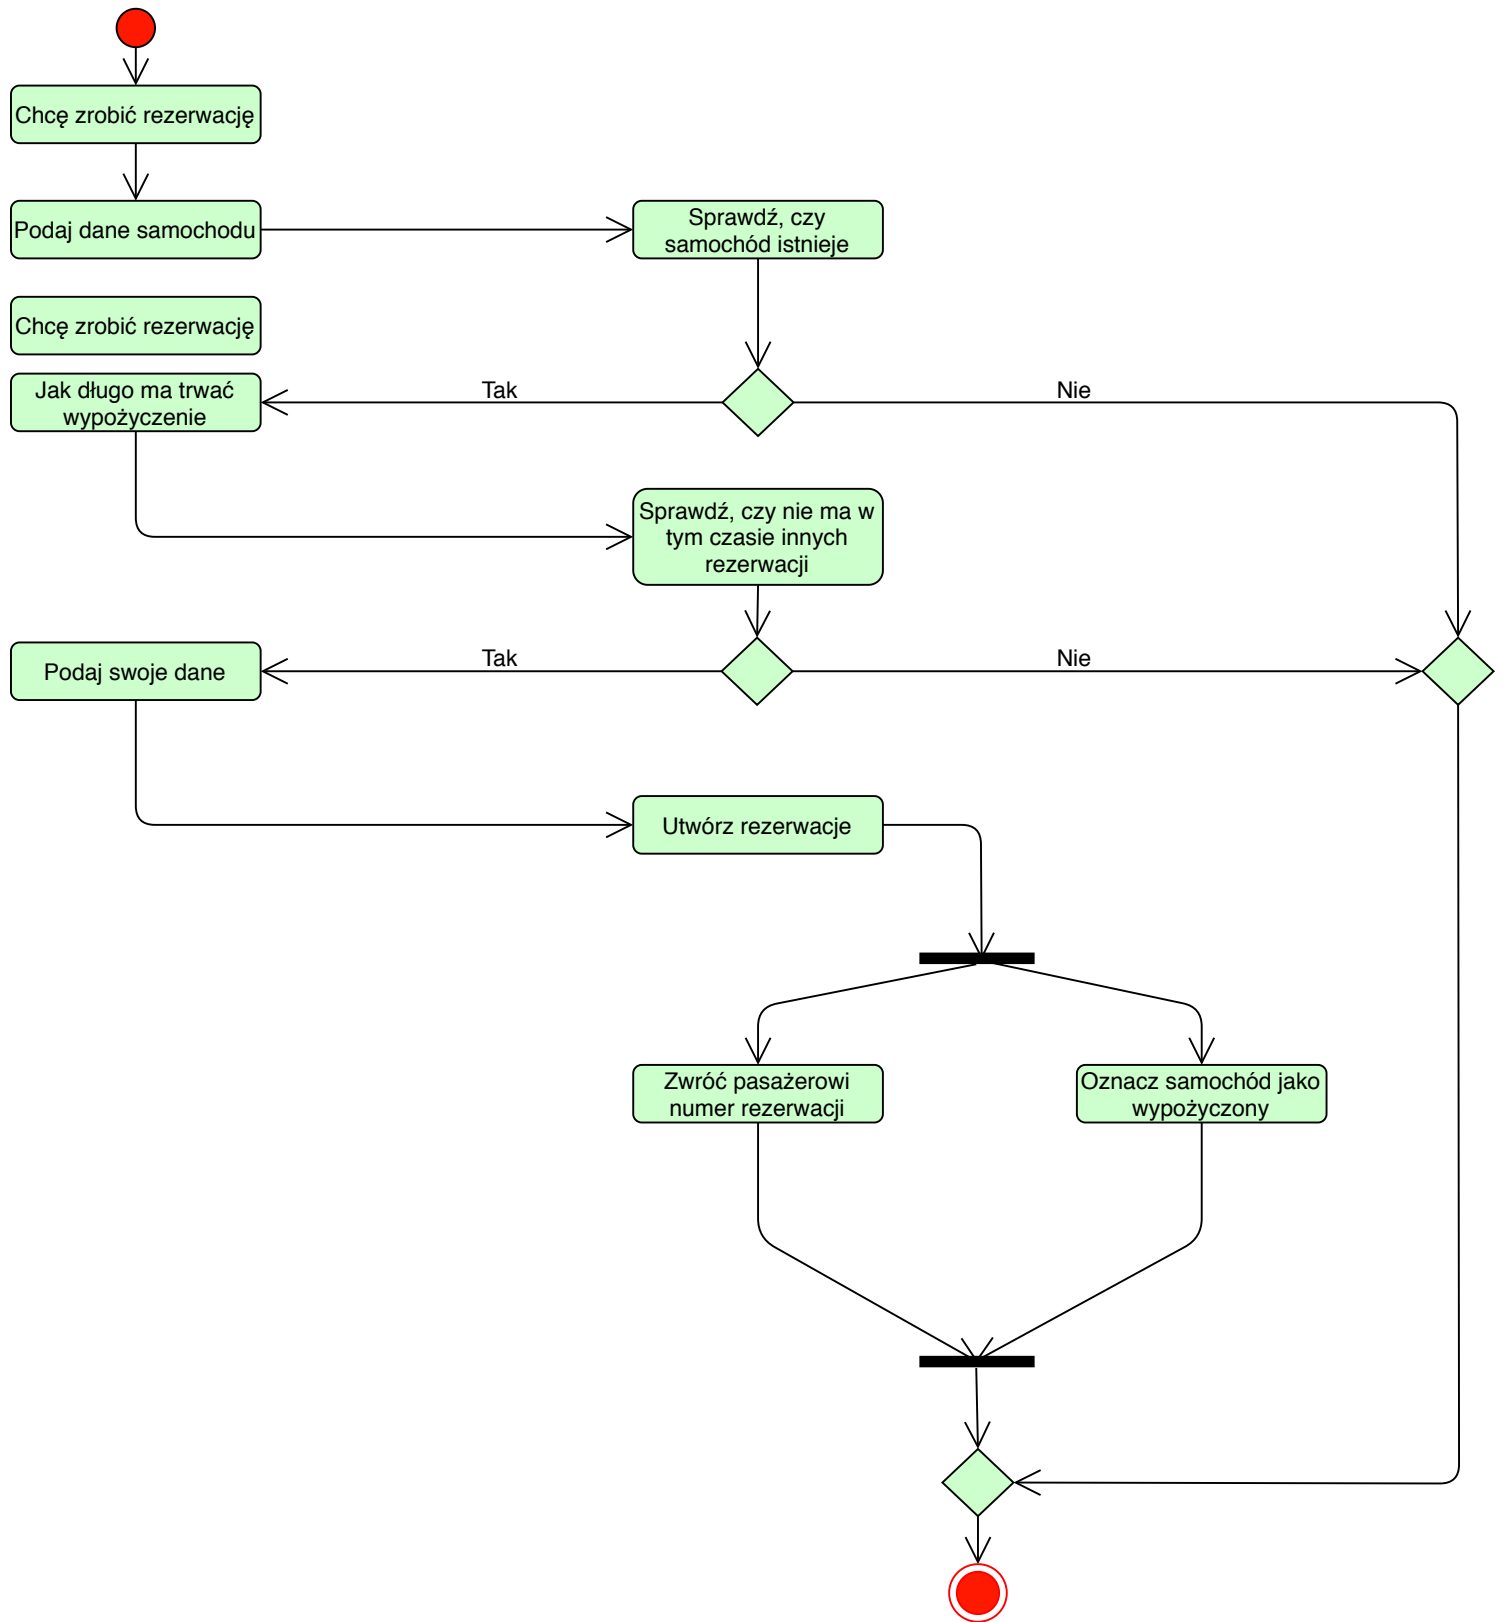 Chcę zrobić rezerwację
Podaj dane samochodu
Sprawdź, czy
samochód istnieje
Chcę zrobić rezerwację
Jak długo ma trwać
wypożyczenie
Tak
Nie
Sprawdź, czy nie ma w
tym czasie innych
rezerwacji
Podaj swoje dane
Tak
Nie
Utwórz rezerwacje
Zwróć pasażerowi
numer rezerwacji
Oznacz samochód jako
wypożyczony